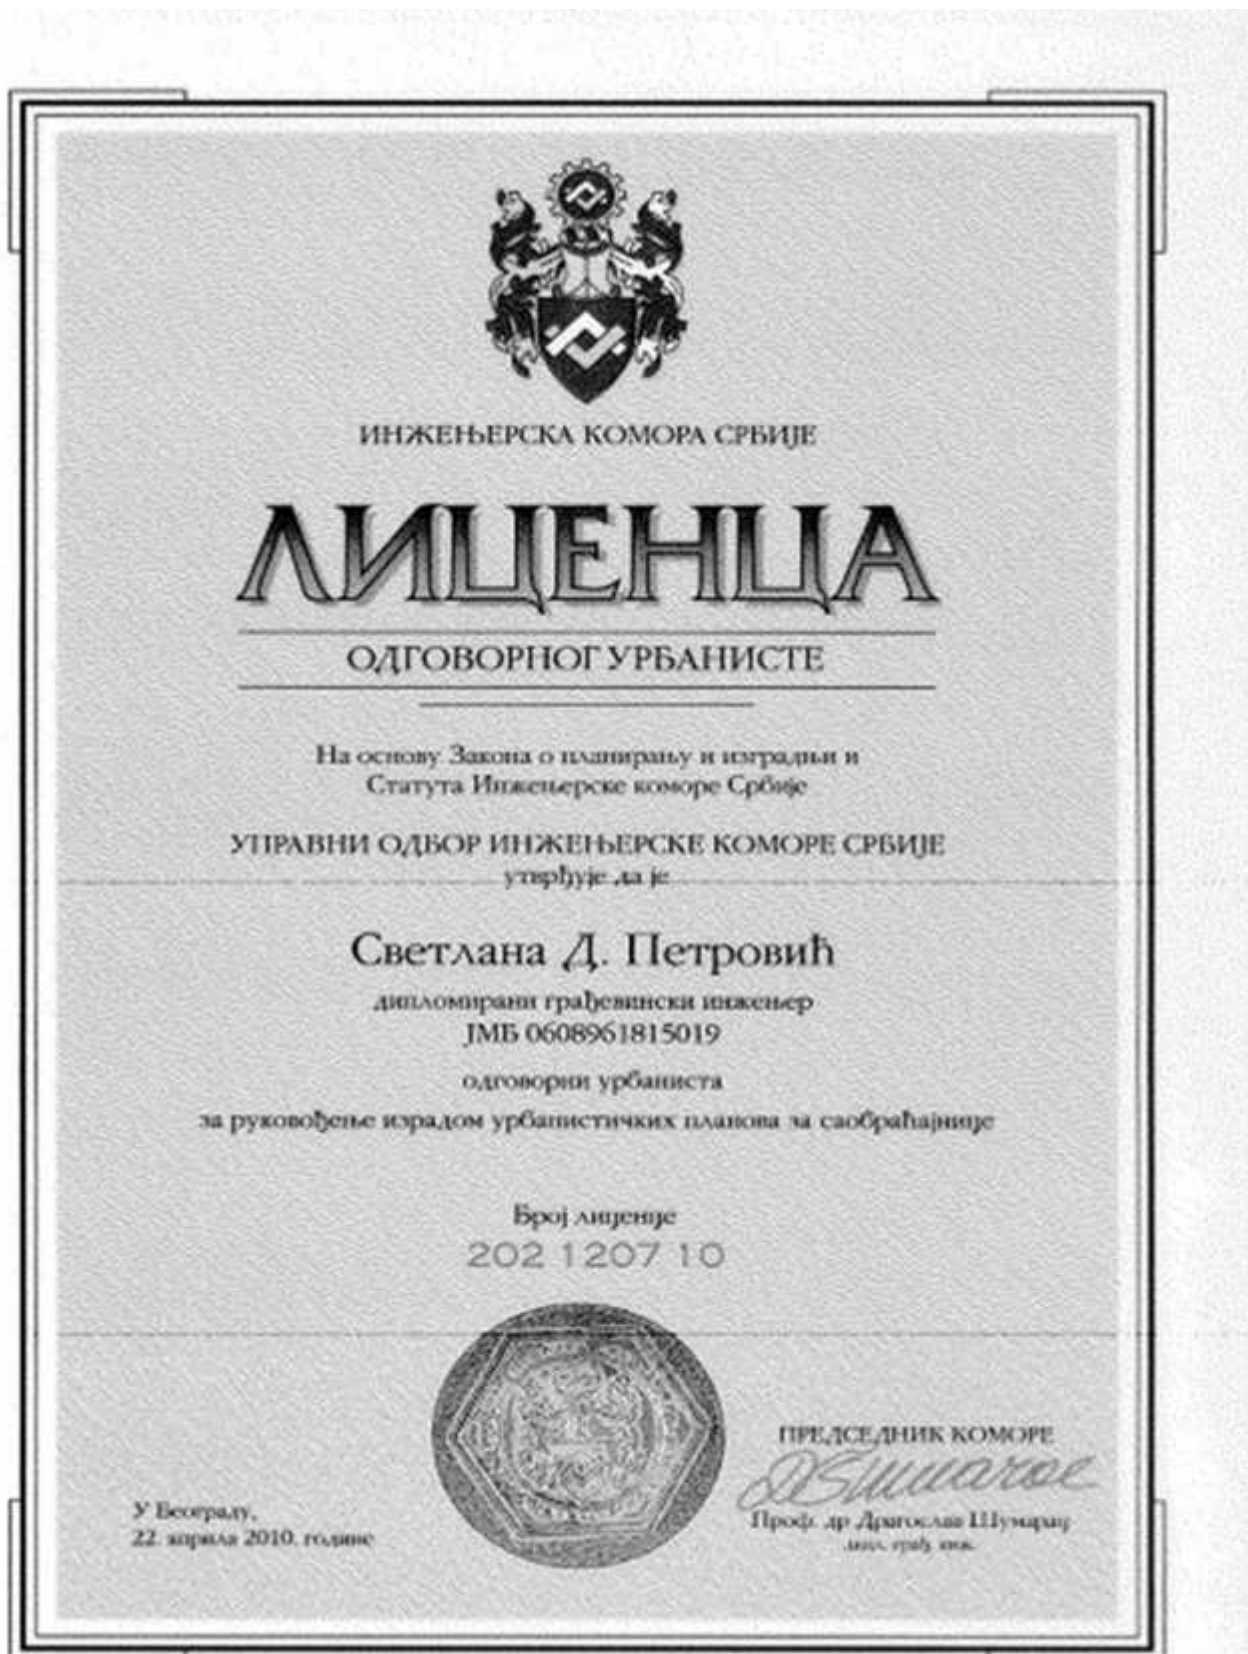 ИНЖЕЊЕРСКА КОМОРА СРБИЈЕ
ЛИЦЕНЦА
ОДГОВОРНОГ УРБАНИСТЕ
На основу Закона о планирању и изградњи и
Статута Инжењерске коморе Србије
УПРАВНИ ОДБОР ИНЖЕЊЕРСКЕ КОМОРЕ СРБИЈЕ
утврђује да је
Светлана Д. Петровић
дипломирани грађевински инжењер
ЈМБ 0608961815019
одговорни урбаниста
за руковођење израдом урбанистичких планова за саобраћајнице
Број лиценце
202 1207 10
У Београду,
22. априла 2010. године
ПРЕДСЕДНИК КОМОРЕ
Проф. др Драгослав Шумарац
дипл. грађ. инж.